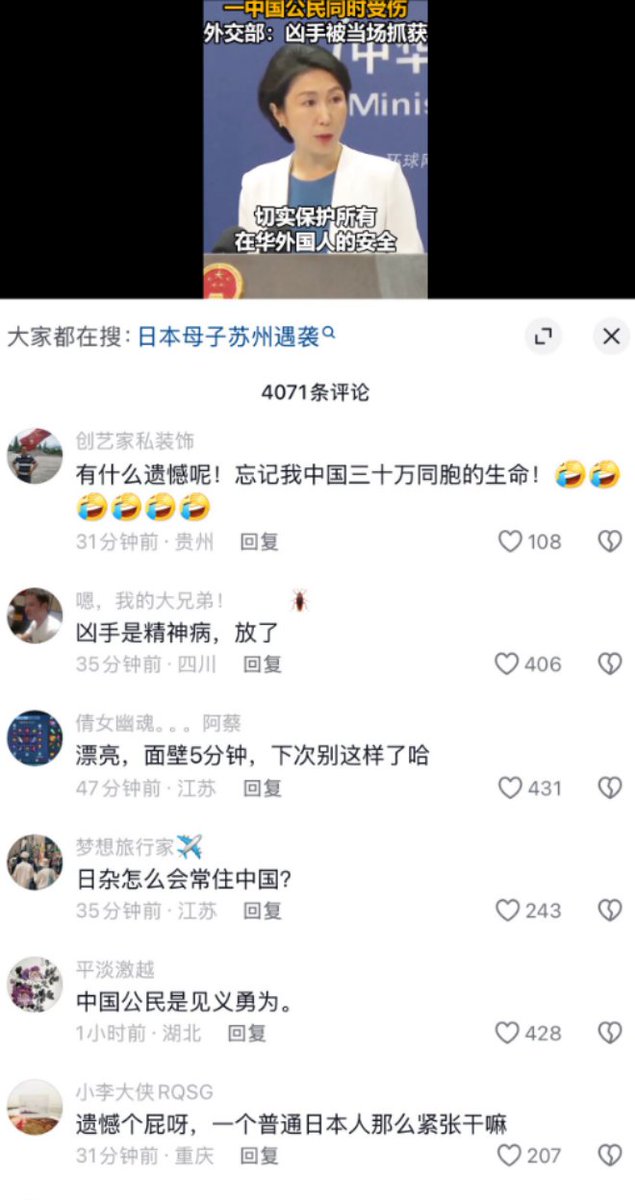 一中国公民同时受伤
外交部：凶手被当场抓获
中华
Minis
环球网
切实保护所有
在华外国人的安全
大家都在搜：日本母子苏州遇袭
4071条评论
创艺家私装饰
有什么遗憾呢！忘记我中国三十万同胞的生命！🤣🤣
🤣🤣🤣🤣
31分钟前·贵州 回复 108
嗯，我的大兄弟！ 🪳
凶手是精神病，放了
35分钟前·四川 回复 406
倩女幽魂。。。阿蔡
漂亮，面壁5分钟，下次别这样了哈
47分钟前·江苏 回复 431
梦想旅行家✈️
日杂怎么会常住中国?
35分钟前·江苏 回复 243
平淡激越
中国公民是见义勇为。
1小时前·湖北 回复 428
小李大侠RQSG
遗憾个屁呀，一个普通日本人那么紧张干嘛
31分钟前·重庆 回复 207